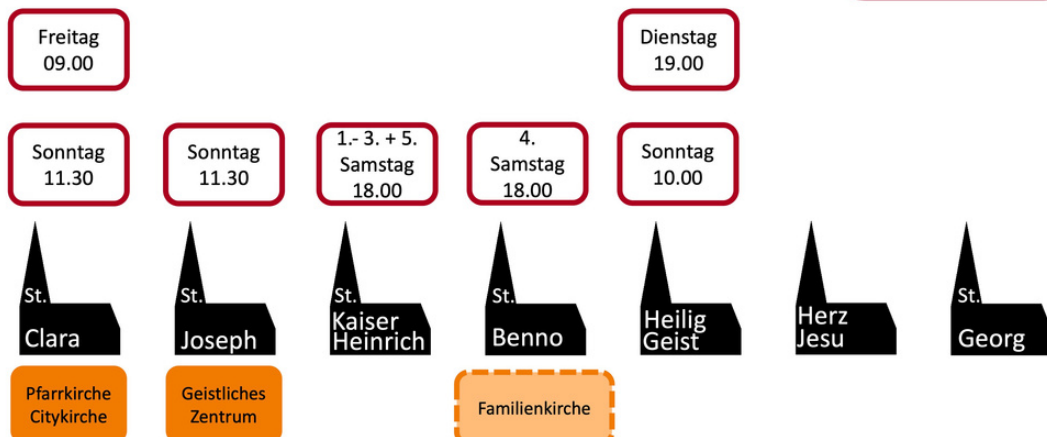 Freitag
09.00
Dienstag
19.00
Sonntag
11.30
Sonntag
11.30
1.- 3. + 5.
Samstag
18.00
4.
Samstag
18.00
Sonntag
10.00
St.
Clara
St.
Joseph
St.
Kaiser
Heinrich
St.
Benno
Heilig
Geist
Herz
Jesu
St.
Georg
Pfarrkirche
Citykirche
Geistliches
Zentrum
Familienkirche